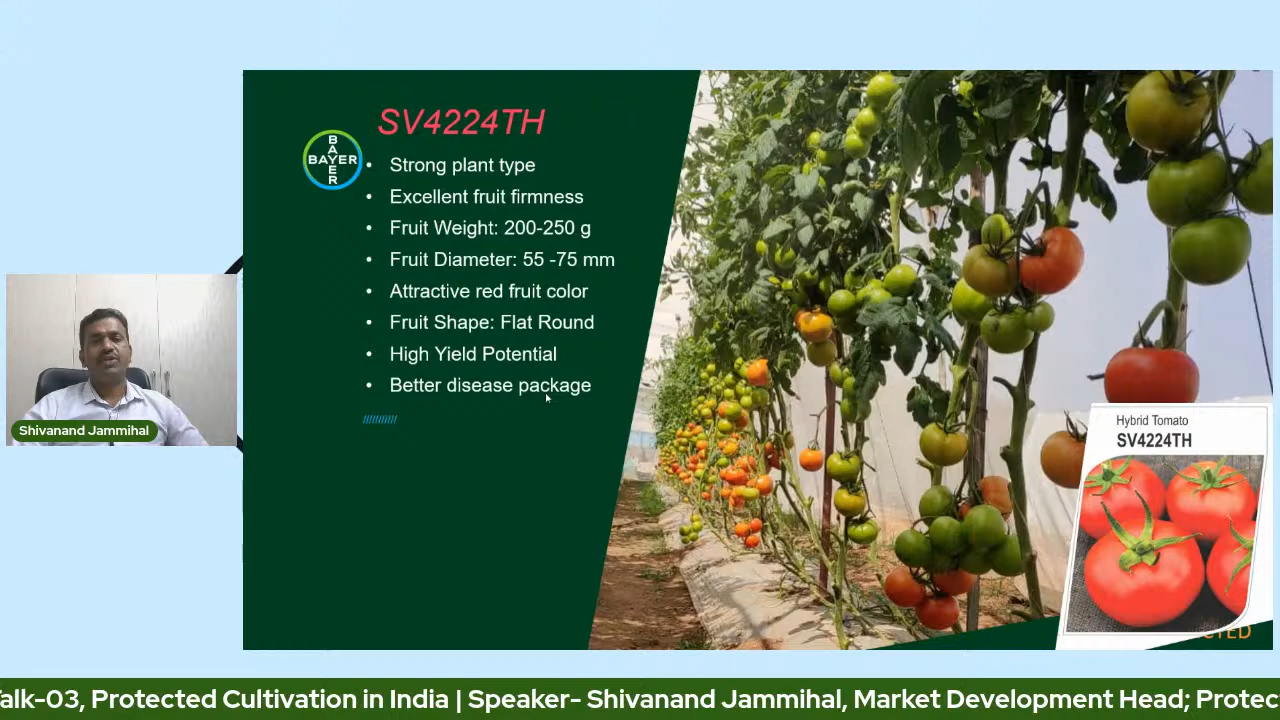 SV4224TH
BAYER
BAYER
• Strong plant type
• Excellent fruit firmness
• Fruit Weight: 200-250 g
• Fruit Diameter: 55 -75 mm
• Attractive red fruit color
• Fruit Shape: Flat Round
• High Yield Potential
• Better disease package
///////////
Hybrid Tomato
SV4224TH
Shivanand Jammihal
alk-03, Protected Cultivation in India | Speaker- Shivanand Jammihal, Market Development Head; Protec